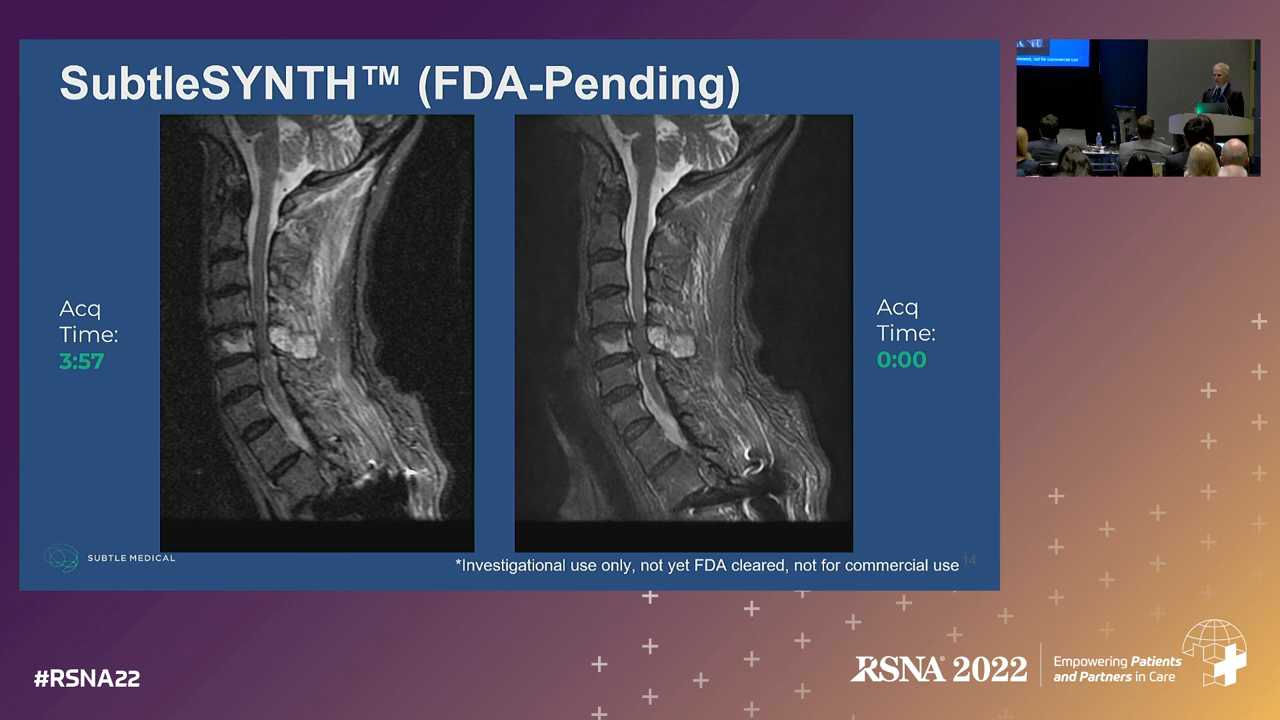 SubtleSYNTH™ (FDA-Pending)
Acq
Time:
3:57
Acq
Time:
0:00
SUBTLE MEDICAL
*Investigational use only, not yet FDA cleared, not for commercial use
14
#RSNA22
RSNA® 2022
Empowering Patients
and Partners in Care